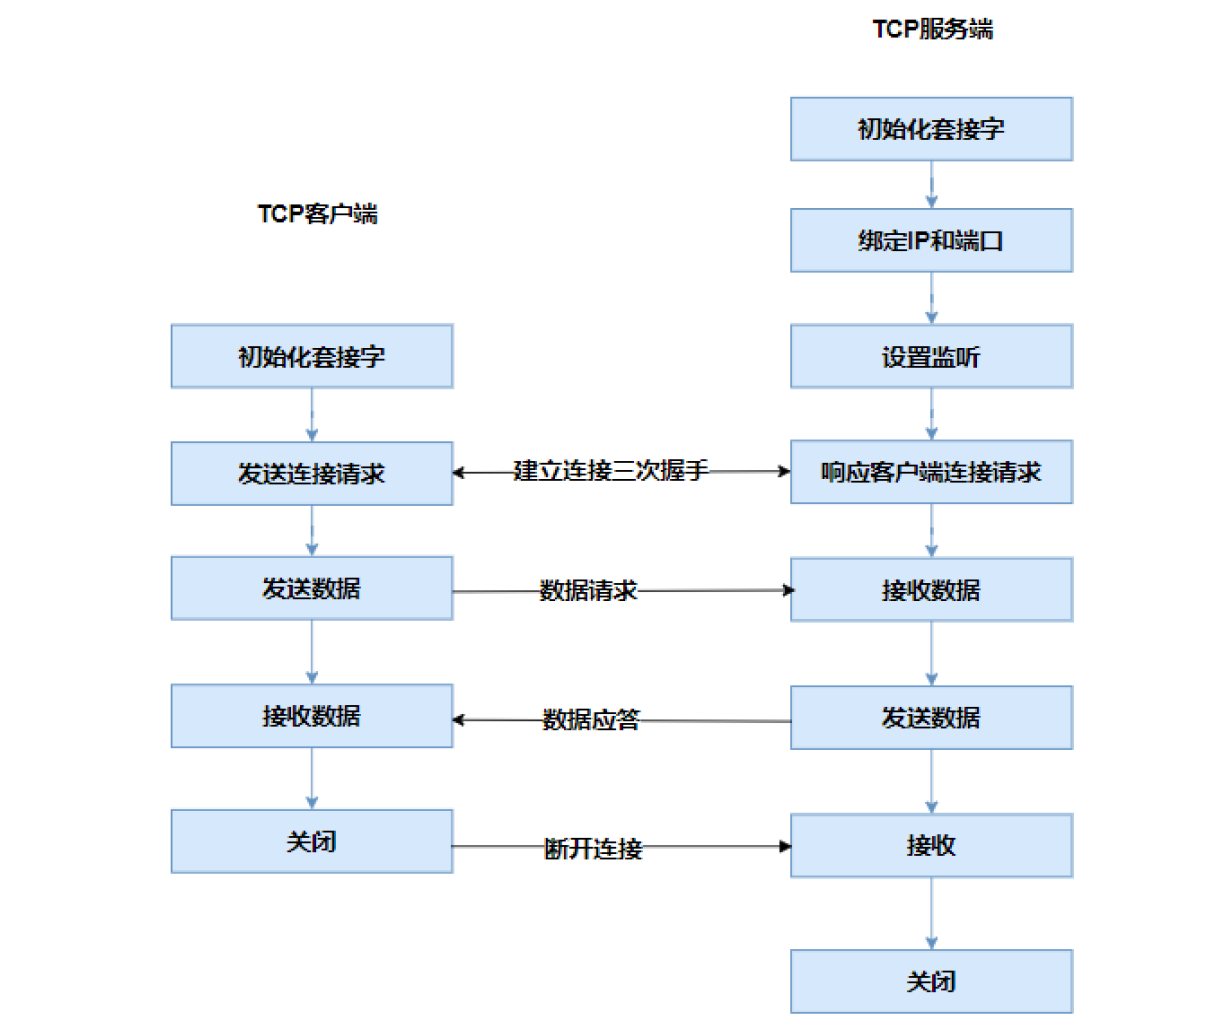 TCP服务端
初始化套接字
绑定IP和端口
TCP客户端
初始化套接字
设置监听
发送连接请求
建立连接三次握手
响应客户端连接请求
发送数据
数据请求
接收数据
接收数据
数据应答
发送数据
关闭
断开连接
接收
关闭